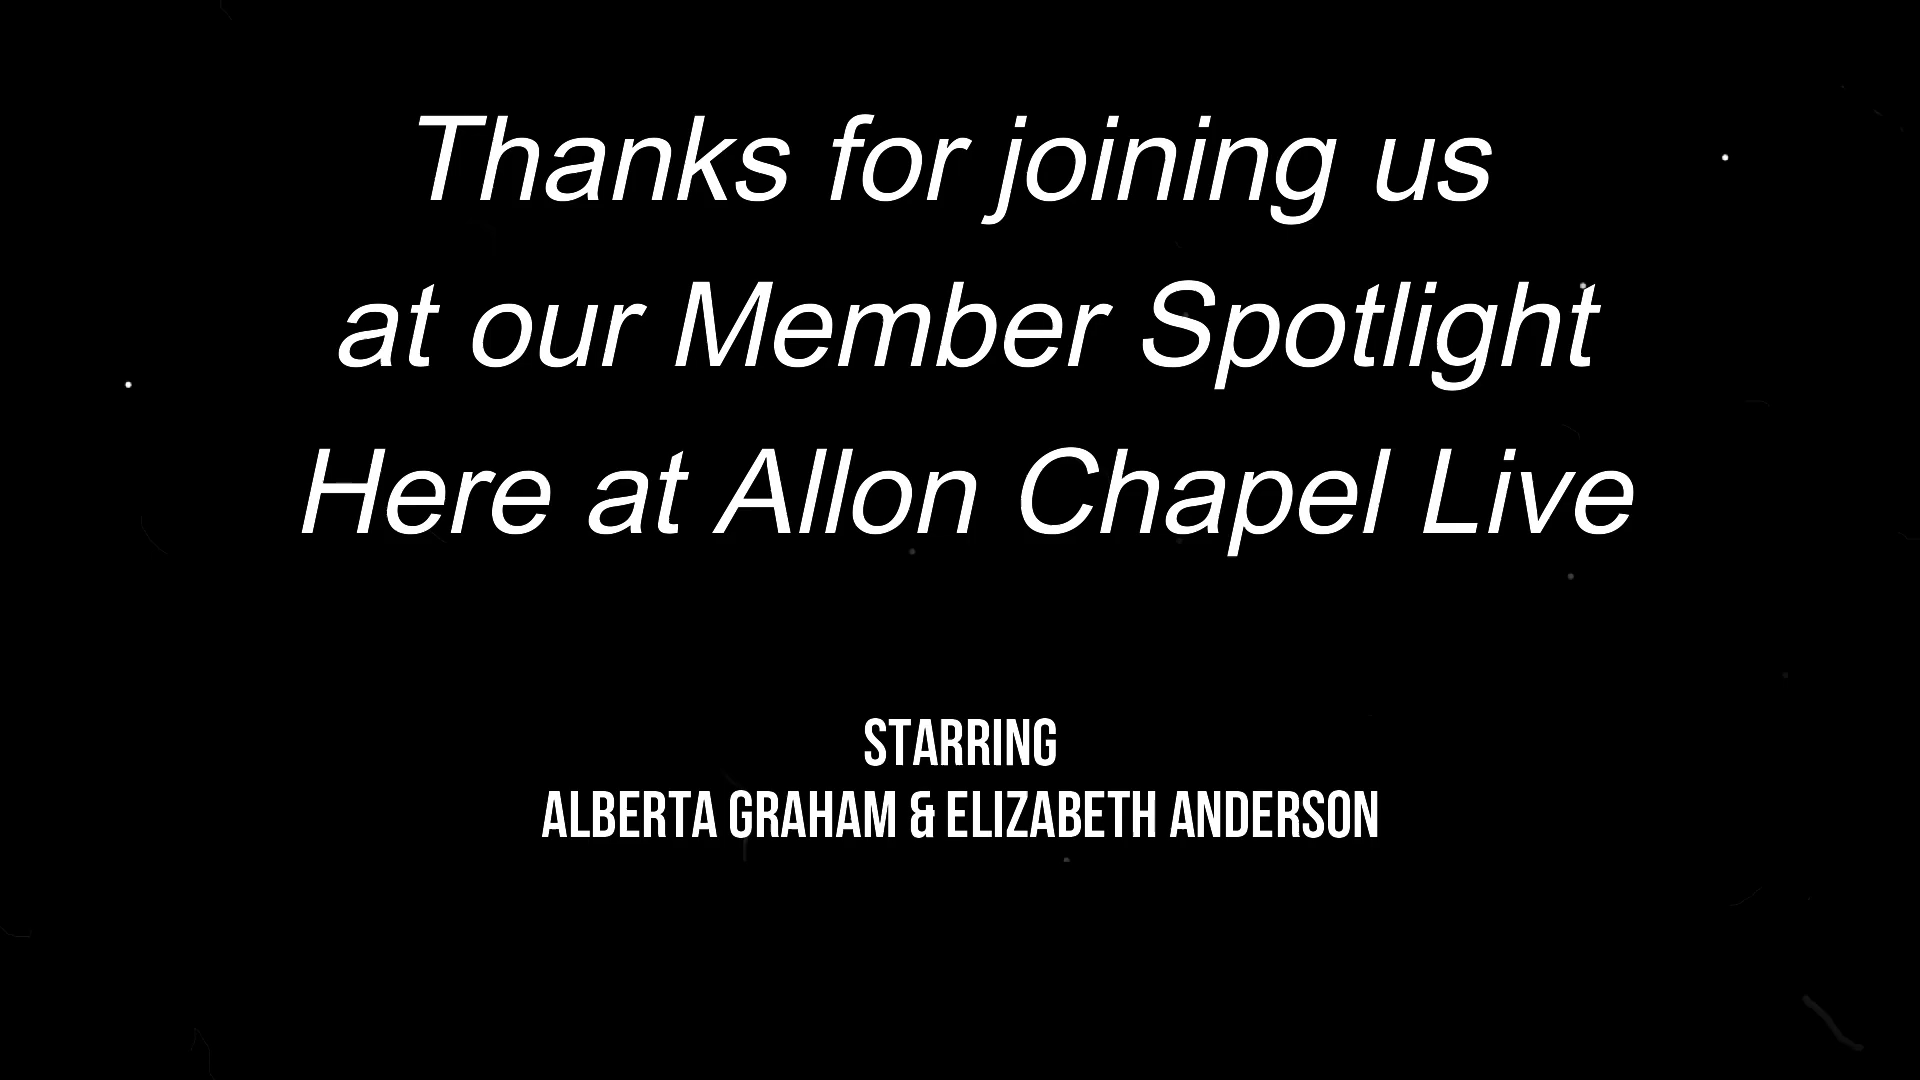 Thanks for joining us
at our Member Spotlight
Here at Allon Chapel Live
STARRING
ALBERTA GRAHAM & ELIZABETH ANDERSON